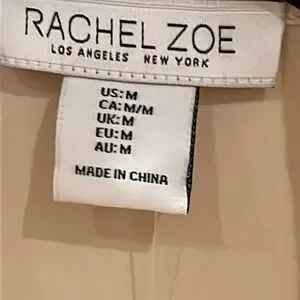 RACHEL ZOE
LOS ANGELES NEW YORK
US: M
CA: M/M
UK: M
EU: M
AU: M
MADE IN CHINA